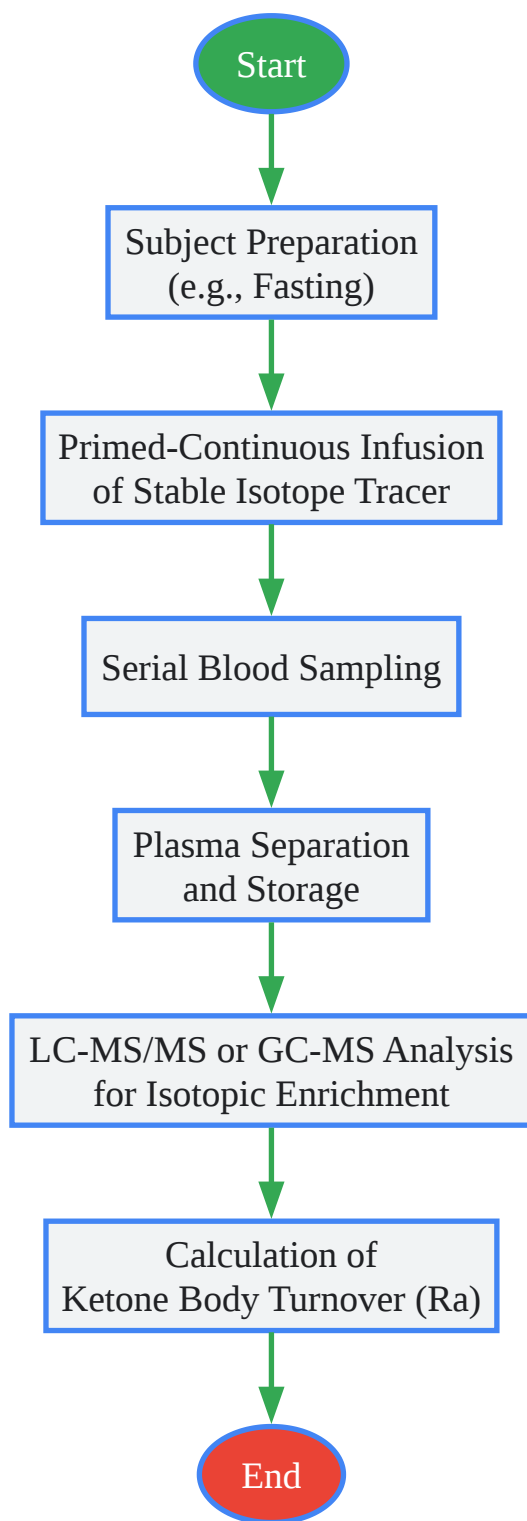 Start
Subject Preparation
(e.g., Fasting)
Primed-Continuous Infusion
of Stable Isotope Tracer
Serial Blood Sampling
Plasma Separation
and Storage
LC-MS/MS or GC-MS Analysis
for Isotopic Enrichment
Calculation of
Ketone Body Turnover (Ra)
End